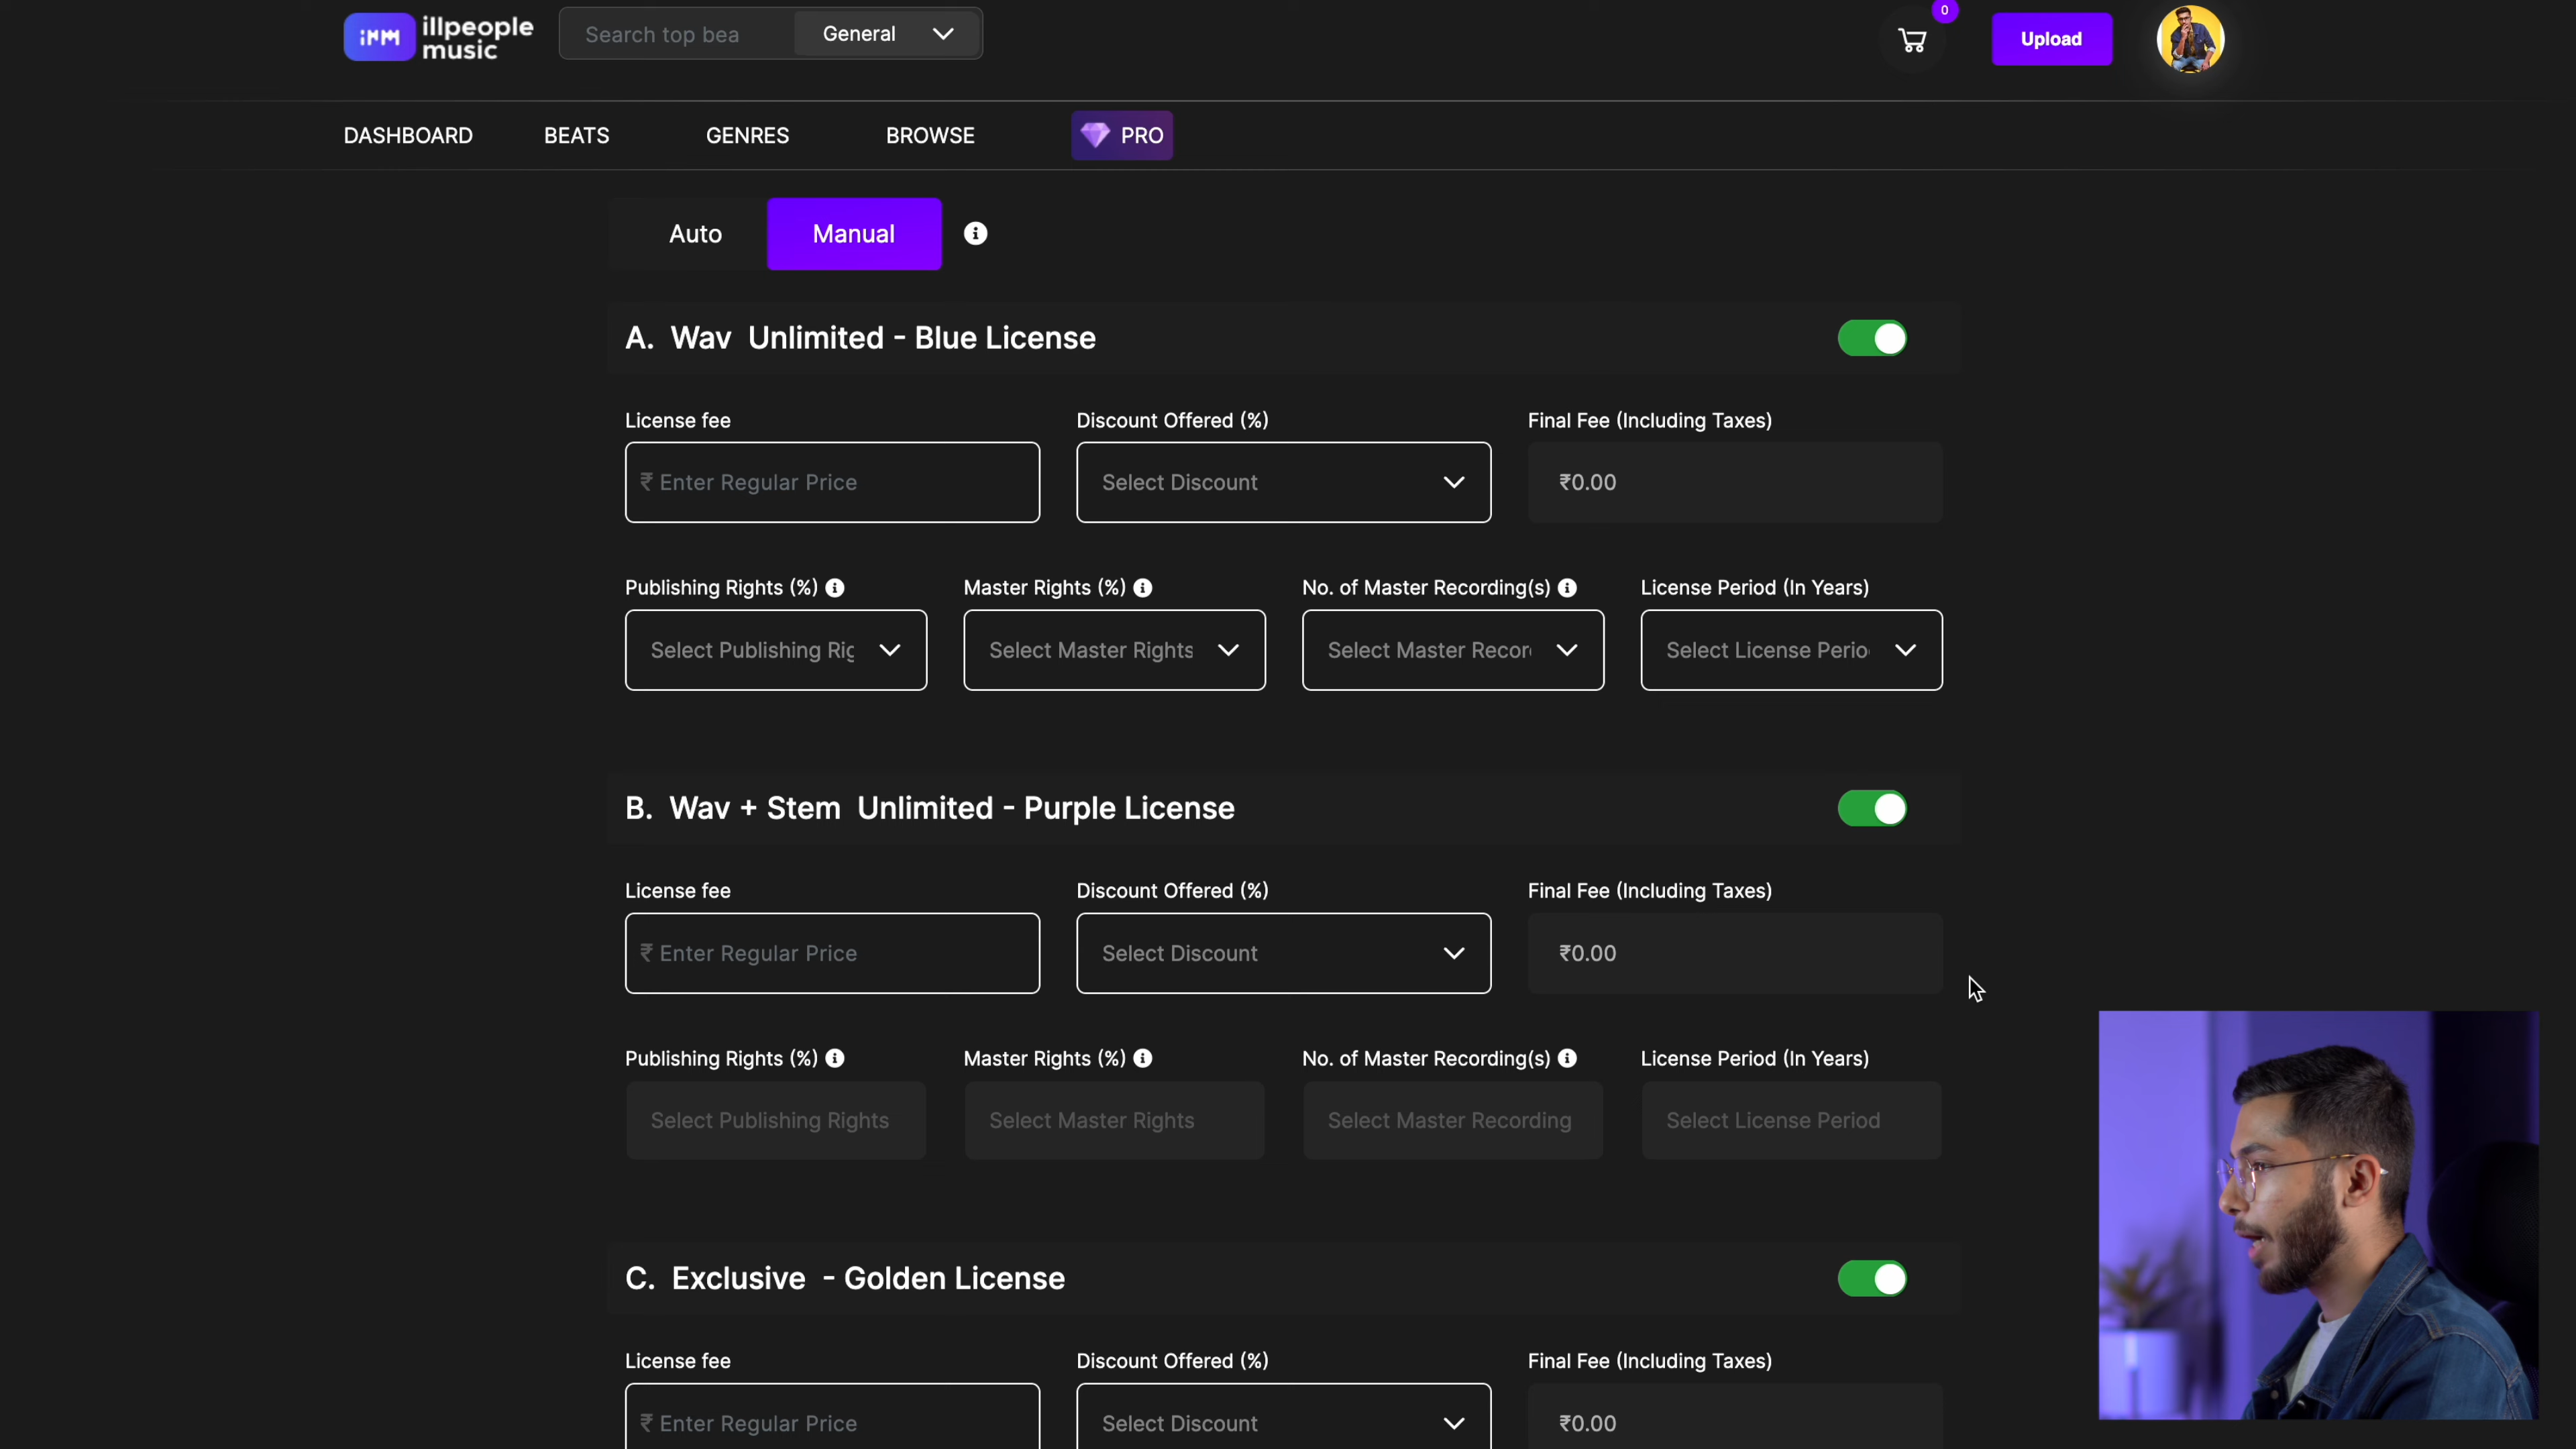 illpeople
music
Search top bea
General
0
Upload
DASHBOARD BEATS GENRES BROWSE PRO
Auto Manual
A. Wav Unlimited - Blue License
License fee Discount Offered (%) Final Fee (Including Taxes)
₹ Enter Regular Price Select Discount ₹0.00
Publishing Rights (%) Master Rights (%) No. of Master Recording(s) License Period (In Years)
Select Publishing Rig Select Master Rights Select Master Recor Select License Perio
B. Wav + Stem Unlimited - Purple License
License fee Discount Offered (%) Final Fee (Including Taxes)
₹ Enter Regular Price Select Discount ₹0.00
Publishing Rights (%) Master Rights (%) No. of Master Recording(s) License Period (In Years)
Select Publishing Rights Select Master Rights Select Master Recording Select License Period
C. Exclusive - Golden License
License fee Discount Offered (%) Final Fee (Including Taxes)
₹ Enter Regular Price Select Discount ₹0.00